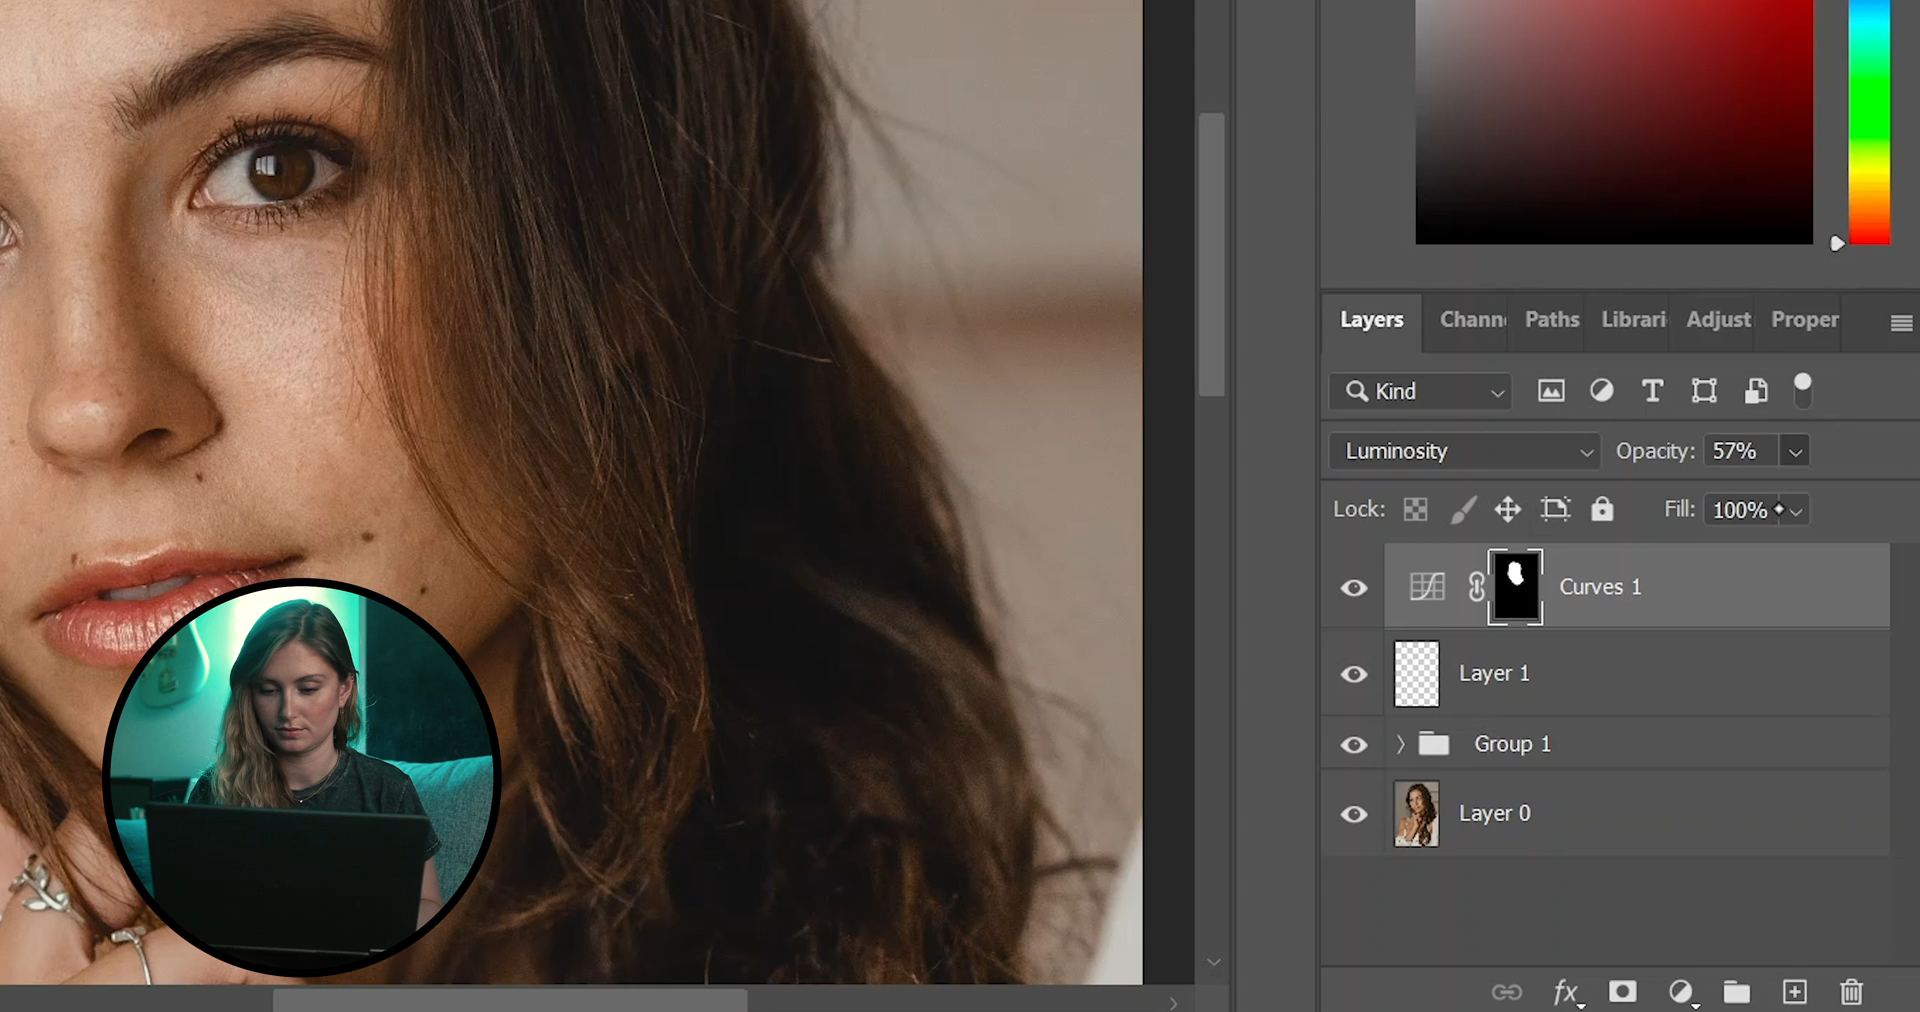 Layers Chann Paths Librari Adjust Proper
Kind T
Luminosity Opacity: 57%
Lock: Fill: 100%
Curves 1
Layer 1
Group 1
Layer 0
fx